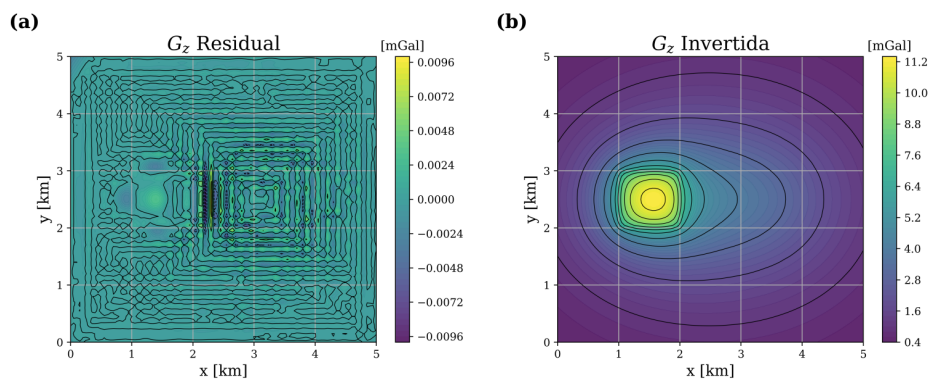 (a)
G_z Residual
[mGal]
5
4
3
2
1
0
y [km]
0 1 2 3 4 5
x [km]
0.0096
0.0072
0.0048
0.0024
0.0000
−0.0024
−0.0048
−0.0072
−0.0096
(b)
G_z Invertida
[mGal]
5
4
3
2
1
0
y [km]
0 1 2 3 4 5
x [km]
11.2
10.0
8.8
7.6
6.4
5.2
4.0
2.8
1.6
0.4